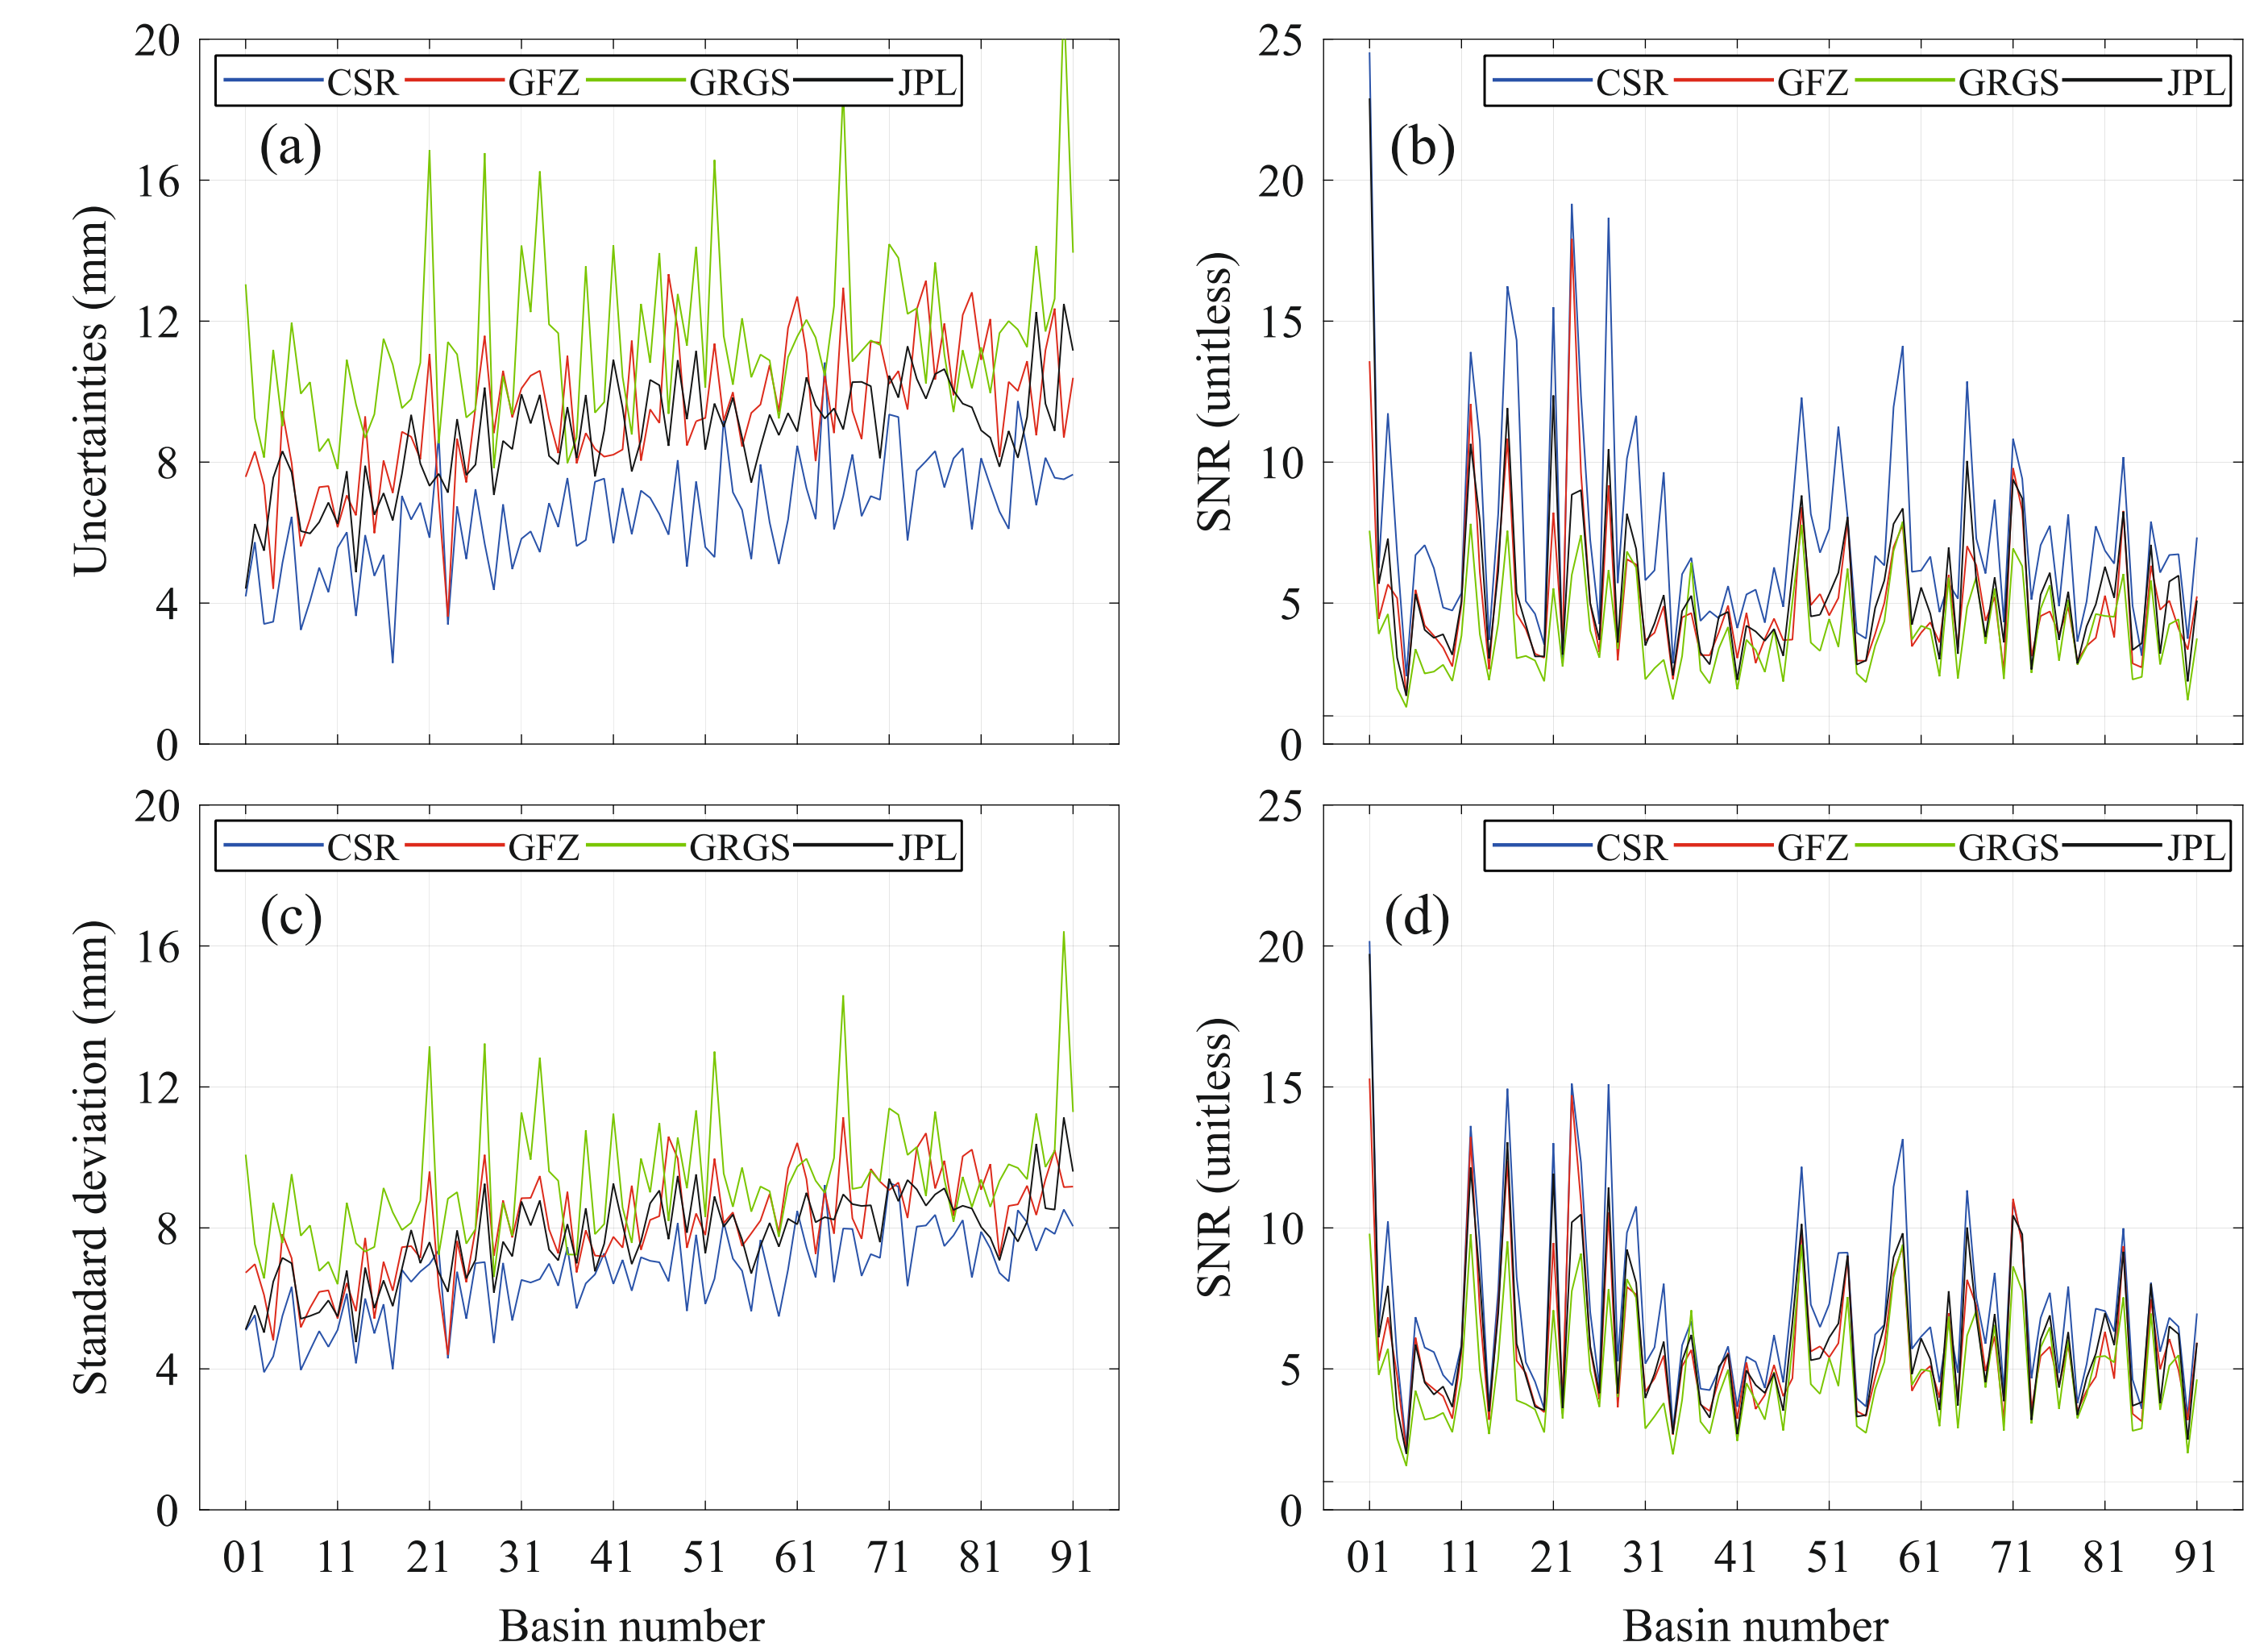 CSR GFZ GRGS JPL
(a)
Uncertainties (mm)
20
16
12
8
4
0
CSR GFZ GRGS JPL
(b)
SNR (unitless)
25
20
15
10
5
0
CSR GFZ GRGS JPL
(c)
Standard deviation (mm)
20
16
12
8
4
0
01 11 21 31 41 51 61 71 81 91
Basin number
CSR GFZ GRGS JPL
(d)
SNR (unitless)
25
20
15
10
5
0
01 11 21 31 41 51 61 71 81 91
Basin number